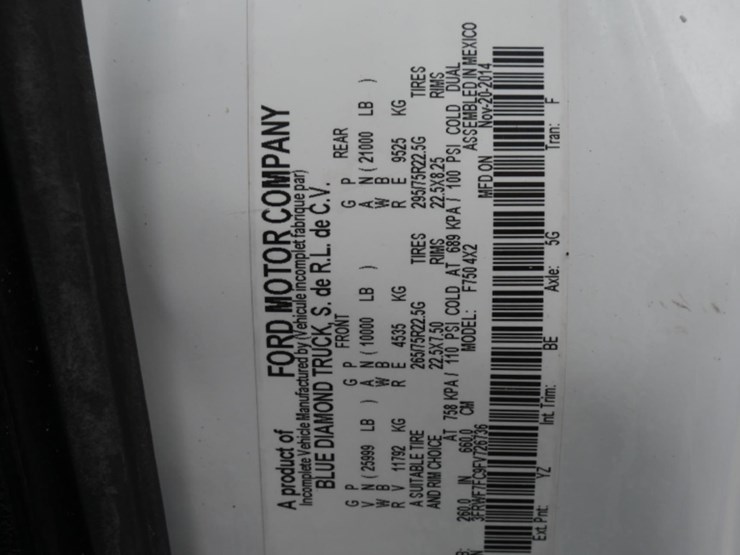 A product of FORD MOTOR COMPANY
Incomplete Vehicle Manufactured by (Vehicule incomplet fabrique par)
BLUE DIAMOND TRUCK, S. de R.L. de C.V.
FRONT REAR
G P G P G P
V N ( 25999 LB ) A N ( 10000 LB ) A N ( 21000 LB )
W B W B W B
R V 11792 KG R E 4535 KG R E 9525 KG
A SUITABLE TIRE 265/75R22.5G TIRES 295/75R22.5G TIRES
AND RIM CHOICE 22.5X7.50 RIMS 22.5X8.25 RIMS
AT 758 KPA / 110 PSI COLD AT 689 KPA / 100 PSI COLD DUAL
260.0 IN 660.0 CM MODEL: F750 4X2 ASSEMBLED IN MEXICO
3FRWF7FC9FV726736 MFD ON Nov-20-2014
Ext. Pnt: YZ Int. Trim: BE Axle: 5G Tran: F